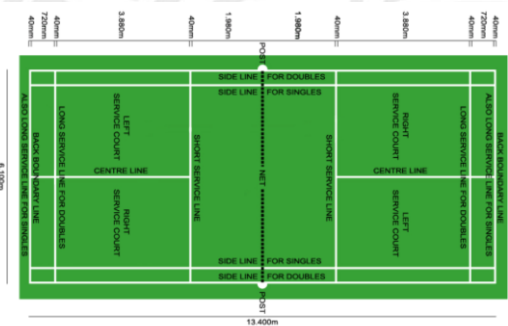 40mm
720mm
40mm
3.880m
40mm
1.980m
1.980m
40mm
3.880m
40mm
720mm
40mm
POST
SIDE LINE FOR DOUBLES
SIDE LINE FOR SINGLES
ALSO LONG SERVICE LINE FOR SINGLES
BACK BOUNDARY LINE
LONG SERVICE LINE FOR DOUBLES
LEFT
SERVICE COURT
SHORT SERVICE LINE
NET
RIGHT
SERVICE COURT
LONG SERVICE LINE FOR DOUBLES
ALSO LONG SERVICE LINE FOR SINGLES
BACK BOUNDARY LINE
CENTRE LINE
CENTRE LINE
RIGHT
SERVICE COURT
LEFT
SERVICE COURT
SIDE LINE FOR SINGLES
SIDE LINE FOR DOUBLES
POST
6.100m
13.400m